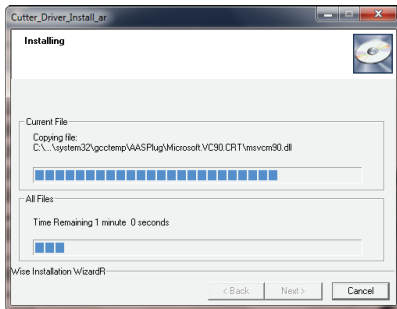 Cutter_Driver_Install_ar
Installing
Current File
Copying file:
C:\...\system32\gcctemp\AASPlug\Microsoft.VC90.CRT\msvcm90.dll
All Files
Time Remaining 1 minute 0 seconds
Wise Installation WizardR
< Back
Next >
Cancel